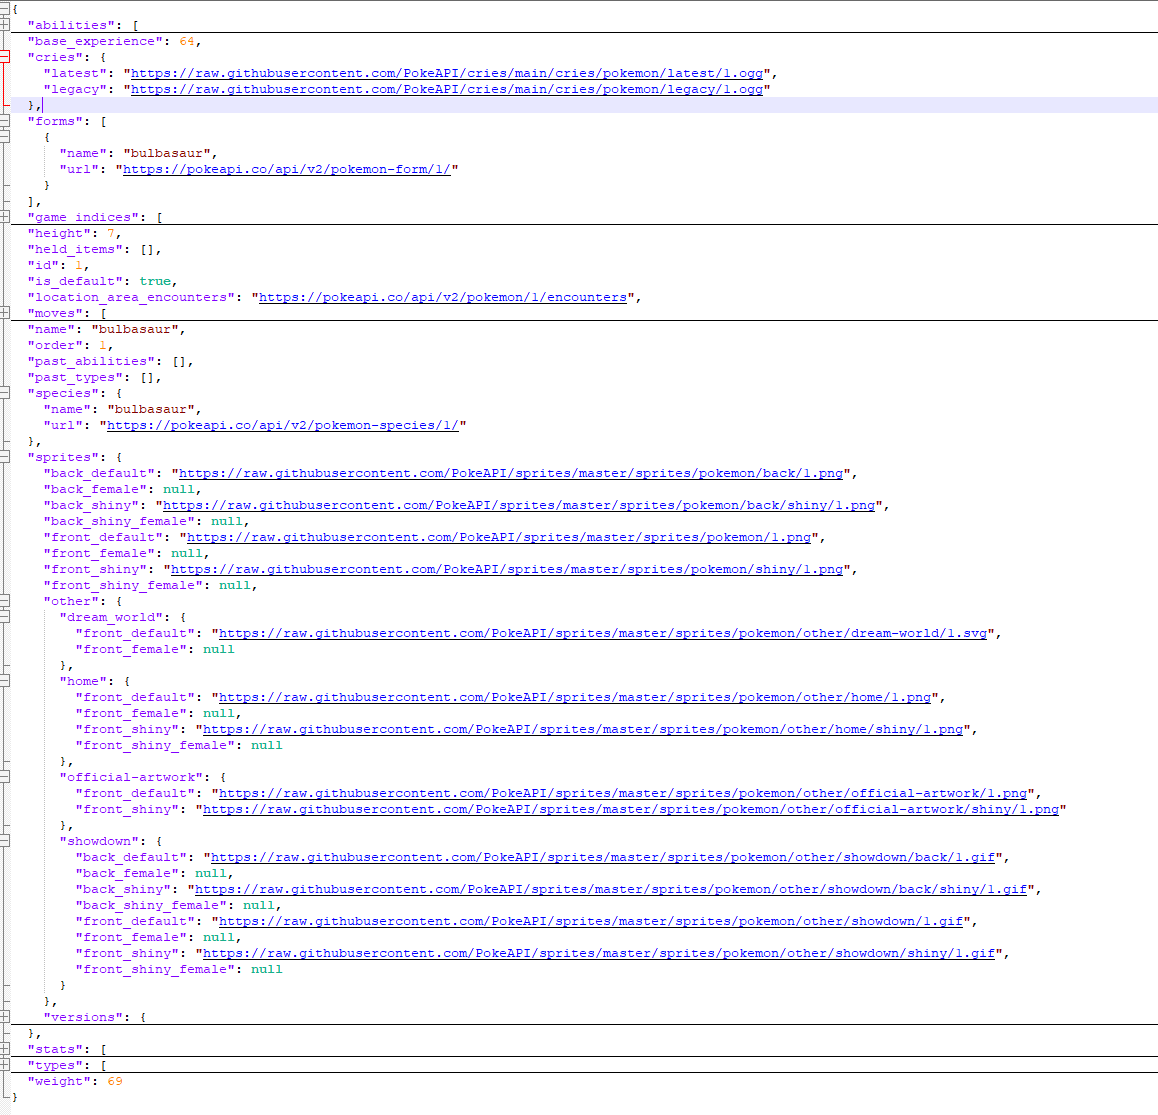 {
"abilities": [
"base_experience": 64,
"cries": {
"latest": "https://raw.githubusercontent.com/PokeAPI/cries/main/cries/pokemon/latest/1.ogg",
"legacy": "https://raw.githubusercontent.com/PokeAPI/cries/main/cries/pokemon/legacy/1.ogg"
},
"forms": [
{
"name": "bulbasaur",
"url": "https://pokeapi.co/api/v2/pokemon-form/1/"
}
],
"game_indices": [
"height": 7,
"held_items": [],
"id": 1,
"is_default": true,
"location_area_encounters": "https://pokeapi.co/api/v2/pokemon/1/encounters",
"moves": [
"name": "bulbasaur",
"order": 1,
"past_abilities": [],
"past_types": [],
"species": {
"name": "bulbasaur",
"url": "https://pokeapi.co/api/v2/pokemon-species/1/"
},
"sprites": {
"back_default": "https://raw.githubusercontent.com/PokeAPI/sprites/master/sprites/pokemon/back/1.png",
"back_female": null,
"back_shiny": "https://raw.githubusercontent.com/PokeAPI/sprites/master/sprites/pokemon/back/shiny/1.png",
"back_shiny_female": null,
"front_default": "https://raw.githubusercontent.com/PokeAPI/sprites/master/sprites/pokemon/1.png",
"front_female": null,
"front_shiny": "https://raw.githubusercontent.com/PokeAPI/sprites/master/sprites/pokemon/shiny/1.png",
"front_shiny_female": null,
"other": {
"dream_world": {
"front_default": "https://raw.githubusercontent.com/PokeAPI/sprites/master/sprites/pokemon/other/dream-world/1.svg",
"front_female": null
},
"home": {
"front_default": "https://raw.githubusercontent.com/PokeAPI/sprites/master/sprites/pokemon/other/home/1.png",
"front_female": null,
"front_shiny": "https://raw.githubusercontent.com/PokeAPI/sprites/master/sprites/pokemon/other/home/shiny/1.png",
"front_shiny_female": null
},
"official-artwork": {
"front_default": "https://raw.githubusercontent.com/PokeAPI/sprites/master/sprites/pokemon/other/official-artwork/1.png",
"front_shiny": "https://raw.githubusercontent.com/PokeAPI/sprites/master/sprites/pokemon/other/official-artwork/shiny/1.png"
},
"showdown": {
"back_default": "https://raw.githubusercontent.com/PokeAPI/sprites/master/sprites/pokemon/other/showdown/back/1.gif",
"back_female": null,
"back_shiny": "https://raw.githubusercontent.com/PokeAPI/sprites/master/sprites/pokemon/other/showdown/back/shiny/1.gif",
"back_shiny_female": null,
"front_default": "https://raw.githubusercontent.com/PokeAPI/sprites/master/sprites/pokemon/other/showdown/1.gif",
"front_female": null,
"front_shiny": "https://raw.githubusercontent.com/PokeAPI/sprites/master/sprites/pokemon/other/showdown/shiny/1.gif",
"front_shiny_female": null
}
},
"versions": {
},
"stats": [
"types": [
"weight": 69
}